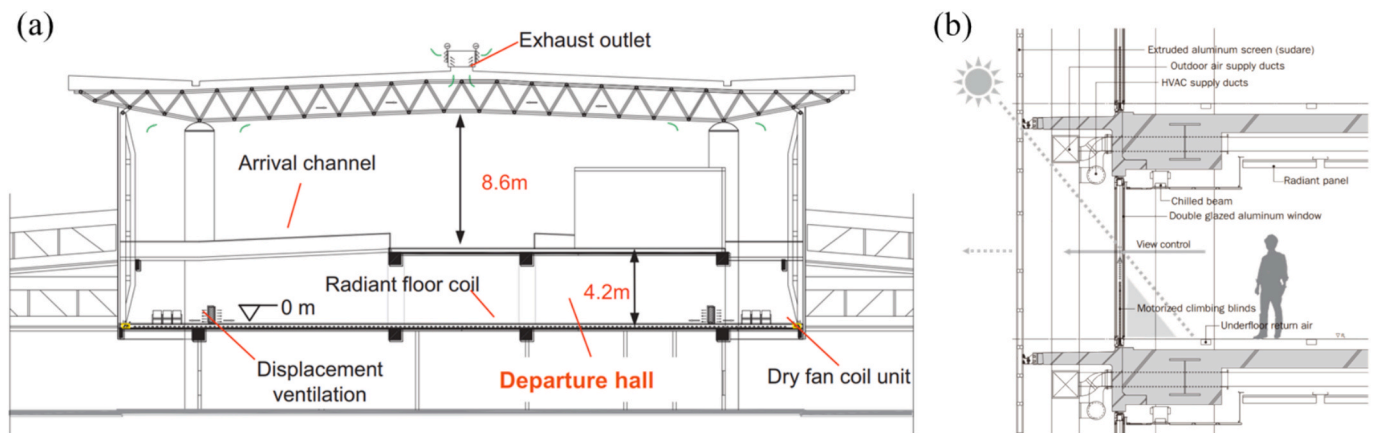 (a)
Exhaust outlet
Arrival channel
8.6m
Radiant floor coil
4.2m
0 m
Displacement
ventilation
Departure hall
Dry fan coil unit
(b)
Extruded aluminum screen (sudare)
Outdoor air supply ducts
HVAC supply ducts
Radiant panel
Chilled beam
Double glazed aluminum window
View control
Motorized climbing blinds
Underfloor return air